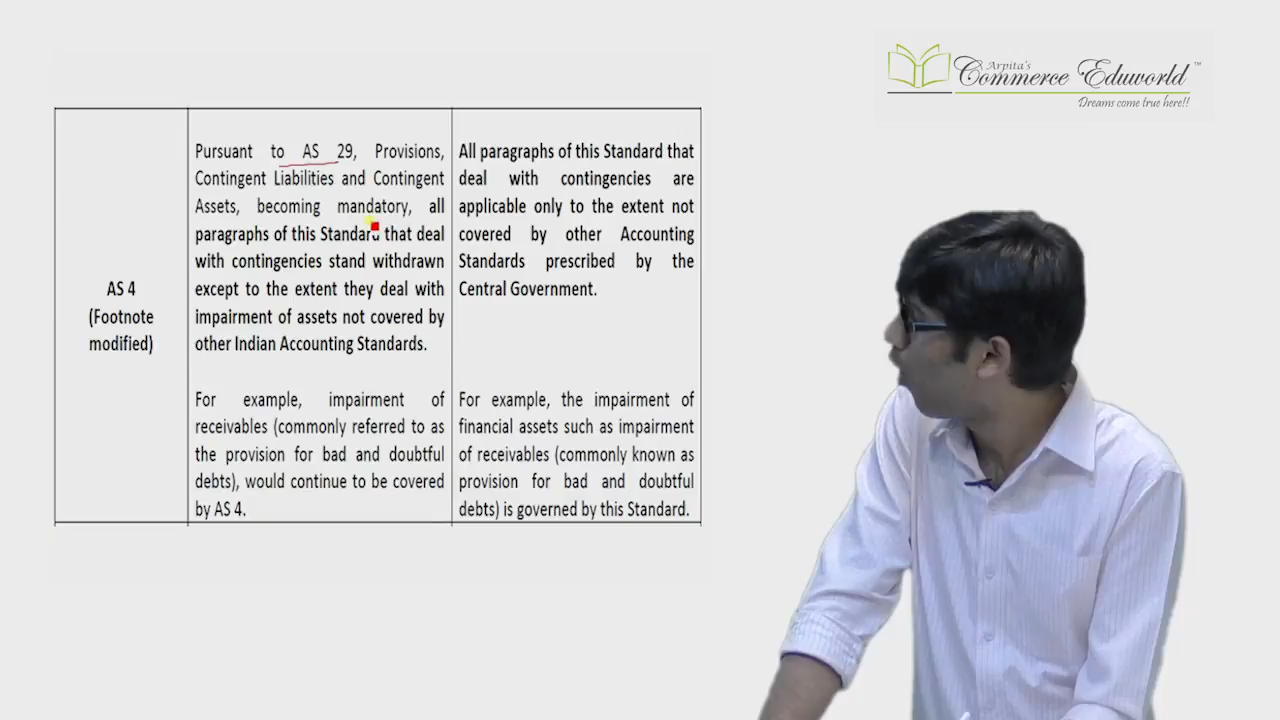 Arpita's
Commerce Eduworld™
Dreams come true here!!
AS 4
(Footnote
modified)
Pursuant to AS 29, Provisions,
Contingent Liabilities and Contingent
Assets, becoming mandatory, all
paragraphs of this Standard that deal
with contingencies stand withdrawn
except to the extent they deal with
impairment of assets not covered by
other Indian Accounting Standards.
For example, impairment of
receivables (commonly referred to as
the provision for bad and doubtful
debts), would continue to be covered
by AS 4.
All paragraphs of this Standard that
deal with contingencies are
applicable only to the extent not
covered by other Accounting
Standards prescribed by the
Central Government.
For example, the impairment of
financial assets such as impairment
of receivables (commonly known as
provision for bad and doubtful
debts) is governed by this Standard.